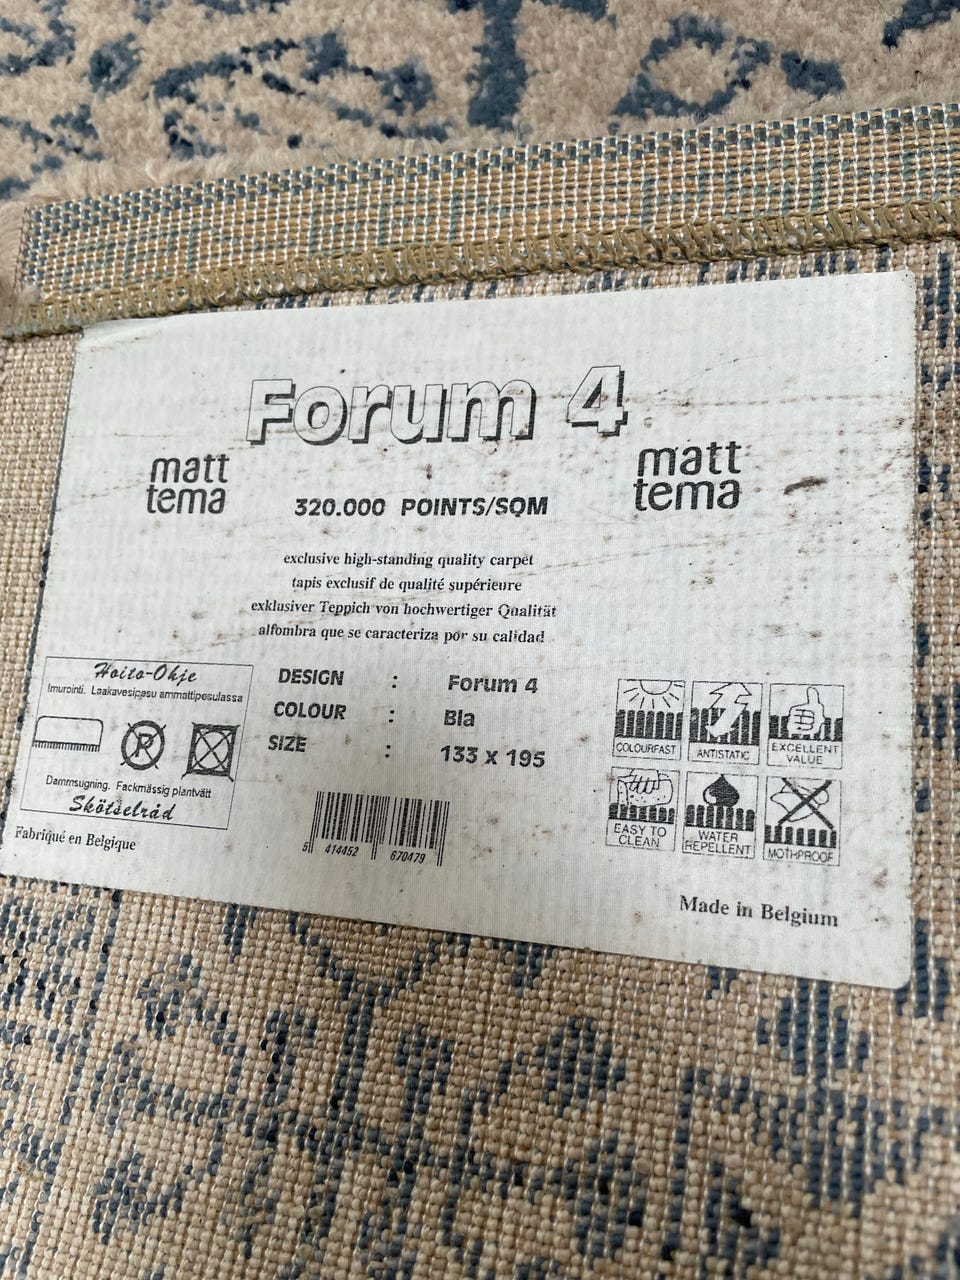 Forum 4
matt
tema
320.000 POINTS/SQM
matt
tema
exclusive high-standing quality carpet
tapis exclusif de qualité supérieure
exklusiver Teppich von hochwertiger Qualität
alfombra que se caracteriza por su calidad
Hoito-Ohje
Imurointi. Laakavesipesu ammattipesulassa
R
Dammsugning. Fackmässig plantvätt
Skötselråd
Fabriqué en Belgique
DESIGN : Forum 4
COLOUR : Bla
SIZE : 133 x 195
5 414452 670479
COLOURFAST
ANTISTATIC
EXCELLENT
VALUE
EASY TO
CLEAN
WATER
REPELLENT
MOTHPROOF
Made in Belgium